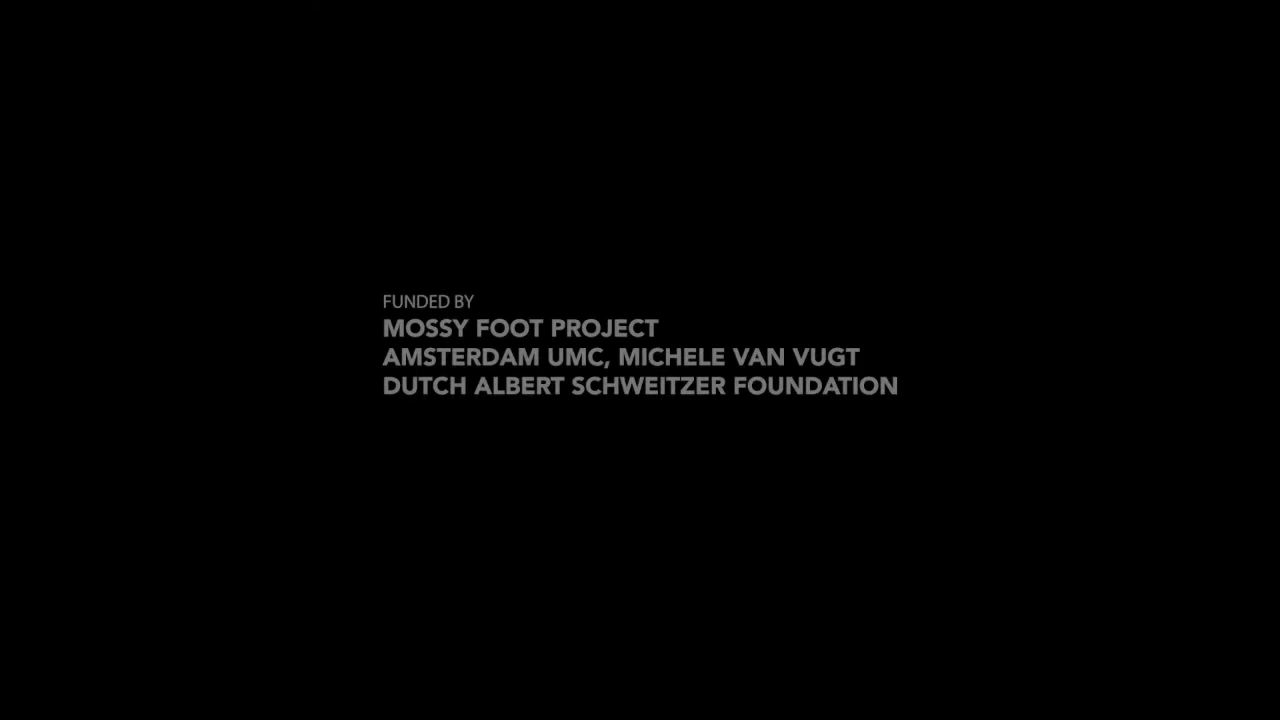 FUNDED BY
MOSSY FOOT PROJECT
AMSTERDAM UMC, MICHELE VAN VUGT
DUTCH ALBERT SCHWEITZER FOUNDATION